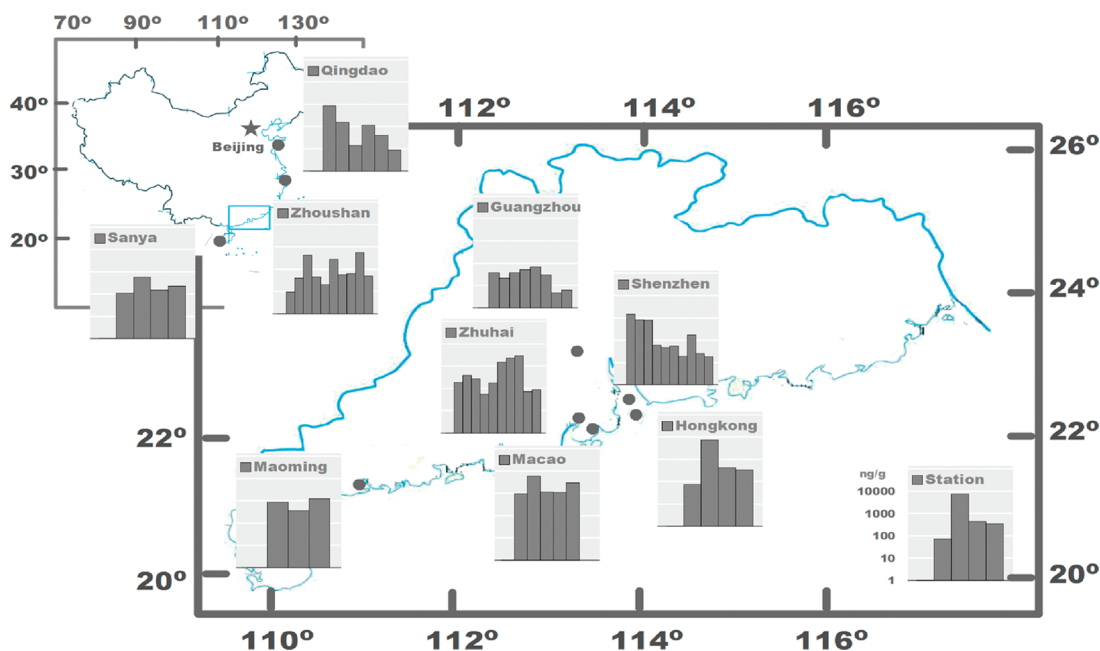 70º 90º 110º 130º
40º
30º
20º
Beijing
Qingdao
Zhoushan
Sanya
112º 114º 116º
26º
24º
22º
20º
22º
20º
110º 112º 114º 116º
Guangzhou
Shenzhen
Zhuhai
Hongkong
Macao
Maoming
Station
ng/g
10000
1000
100
10
1